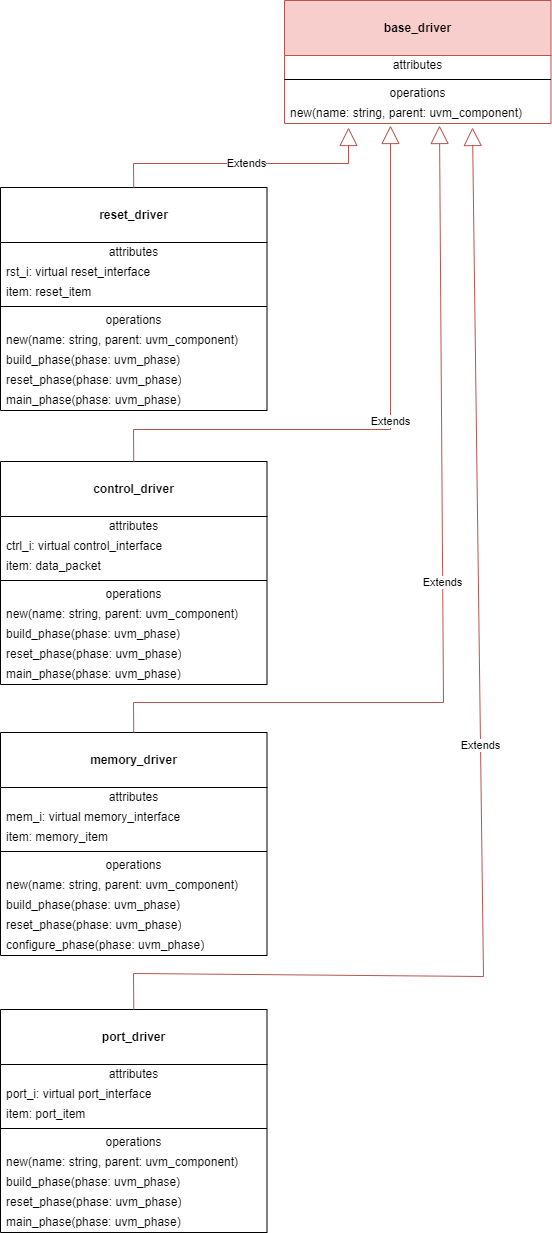 base_driver
attributes
operations
new(name: string, parent: uvm_component)
Extends
reset_driver
attributes
rst_i: virtual reset_interface
item: reset_item
operations
new(name: string, parent: uvm_component)
build_phase(phase: uvm_phase)
reset_phase(phase: uvm_phase)
main_phase(phase: uvm_phase)
Extends
control_driver
attributes
ctrl_i: virtual control_interface
item: data_packet
operations
new(name: string, parent: uvm_component)
build_phase(phase: uvm_phase)
reset_phase(phase: uvm_phase)
main_phase(phase: uvm_phase)
Extends
memory_driver
attributes
mem_i: virtual memory_interface
item: memory_item
operations
new(name: string, parent: uvm_component)
build_phase(phase: uvm_phase)
reset_phase(phase: uvm_phase)
configure_phase(phase: uvm_phase)
Extends
port_driver
attributes
port_i: virtual port_interface
item: port_item
operations
new(name: string, parent: uvm_component)
build_phase(phase: uvm_phase)
reset_phase(phase: uvm_phase)
main_phase(phase: uvm_phase)